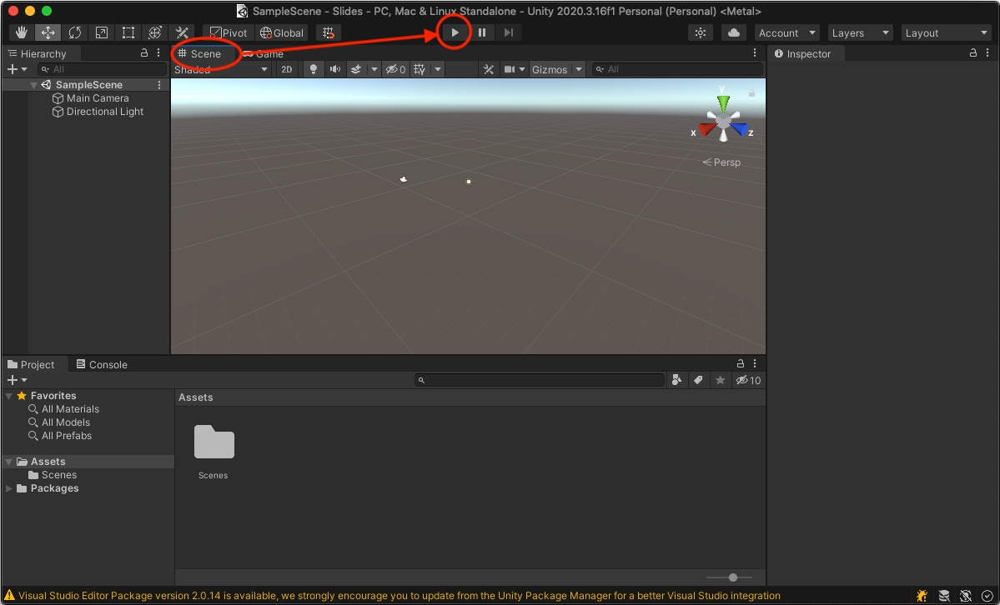 SampleScene - Slides - PC, Mac & Linux Standalone - Unity 2020.3.16f1 Personal (Personal) <Metal>
Pivot Global Account Layers Layout
Hierarchy
Scene Game
Inspector
All
Shaded 2D 0 Gizmos All
SampleScene
Main Camera
Directional Light
y
x z
Persp
Project Console
10
Favorites
All Materials
All Models
All Prefabs
Assets
Scenes
Packages
Assets
Scenes
Visual Studio Editor Package version 2.0.14 is available, we strongly encourage you to update from the Unity Package Manager for a better Visual Studio integration